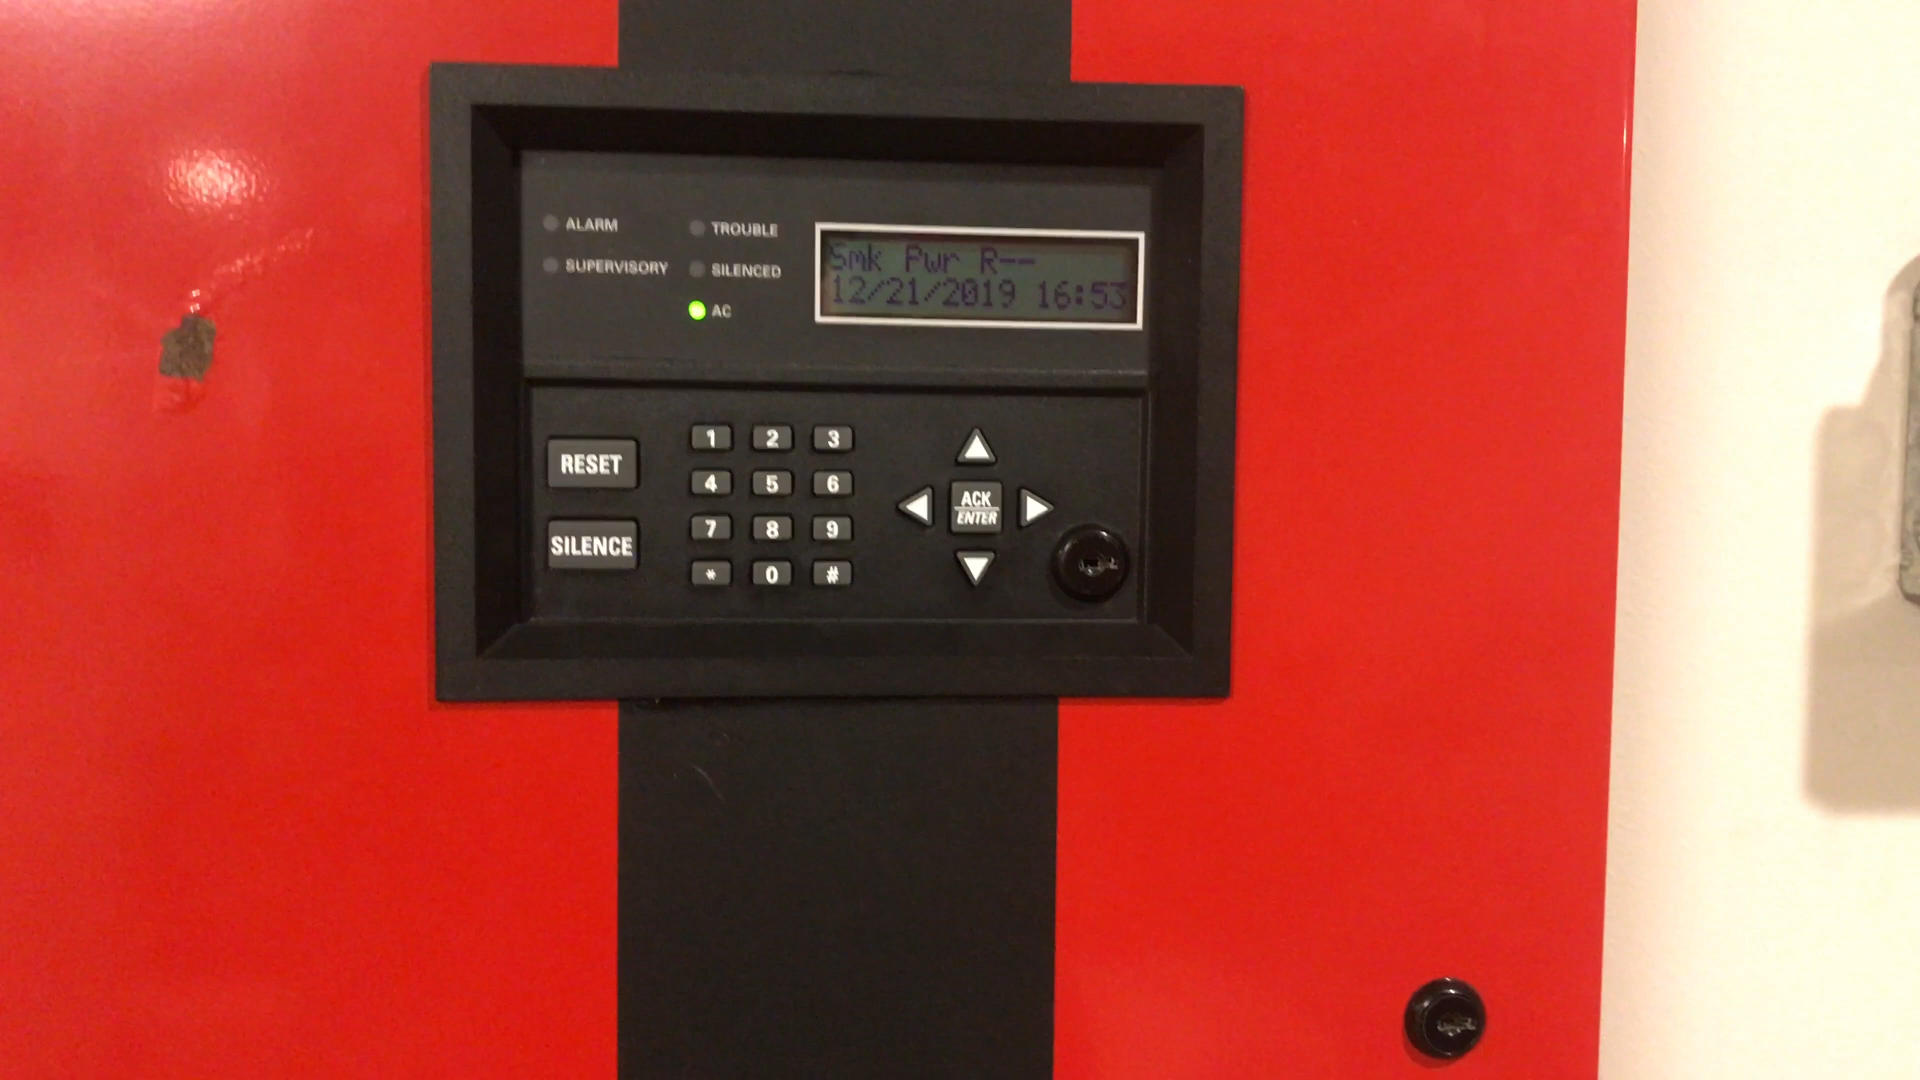 ALARM
TROUBLE
SUPERVISORY
SILENCED
AC
Smk Pwr R--
12/21/2019 16:53
RESET
SILENCE
1 2 3
4 5 6
7 8 9
* 0 #
ACK
ENTER